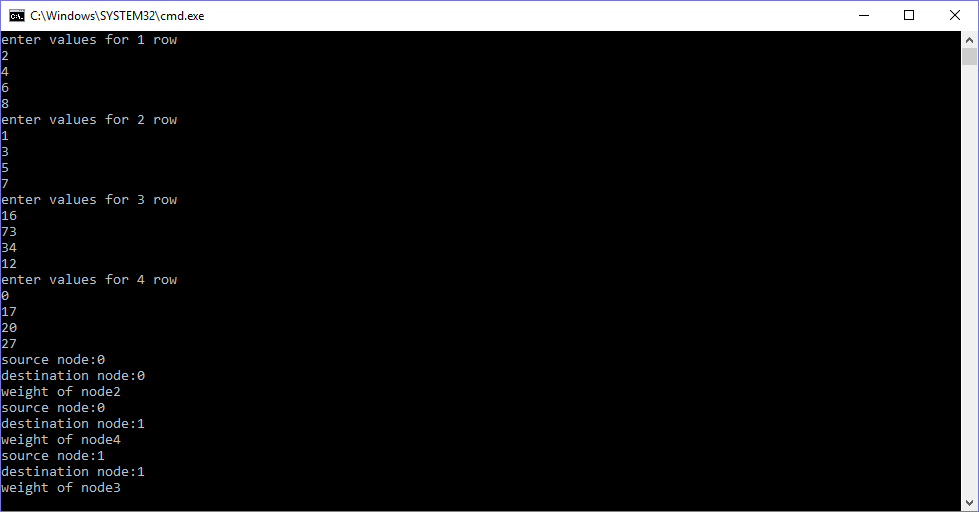 C:\Windows\SYSTEM32\cmd.exe
enter values for 1 row
2
4
6
8
enter values for 2 row
1
3
5
7
enter values for 3 row
16
73
34
12
enter values for 4 row
0
17
20
27
source node:0
destination node:0
weight of node2
source node:0
destination node:1
weight of node4
source node:1
destination node:1
weight of node3